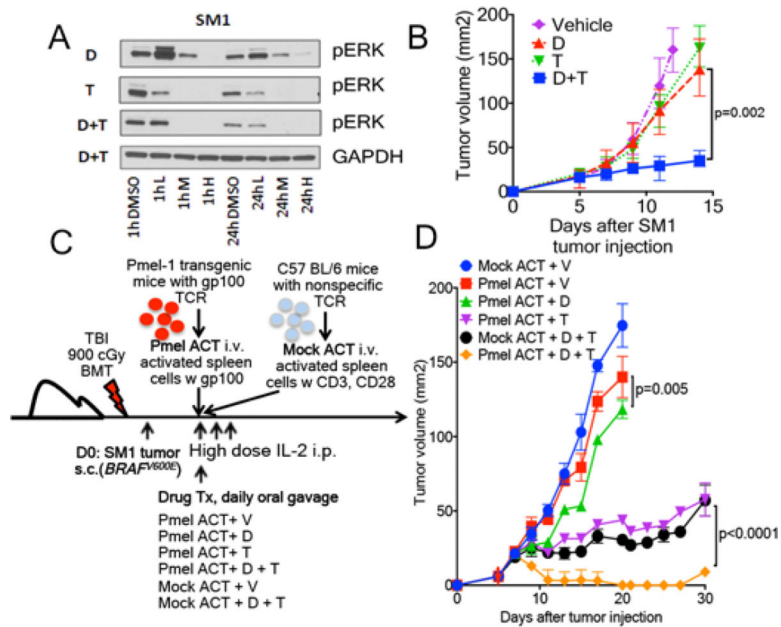 SM1
A
D
pERK
T
pERK
D+T
pERK
D+T
GAPDH
1h DMSO
1h L
1h M
1h H
24h DMSO
24h L
24h M
24h H
B
Tumor volume (mm2)
200
150
100
50
0
Vehicle
D
T
D+T
p=0.002
0
5
10
15
Days after SM1
tumor injection
C
Pmel-1 transgenic
mice with gp100
TCR
Pmel ACT i.v.
activated spleen
cells w gp100
C57 BL/6 mice
with nonspecific
TCR
Mock ACT i.v.
activated spleen
cells w CD3, CD28
TBI
900 cGy
BMT
D0: SM1 tumor
s.c.(BRAFV600E)
High dose IL-2 i.p.
Drug Tx, daily oral gavage
Pmel ACT+ V
Pmel ACT + D
Pmel ACT + T
Pmel ACT + D + T
Mock ACT + V
Mock ACT + D + T
D
Mock ACT + V
Pmel ACT + V
Pmel ACT + D
Pmel ACT + T
Mock ACT + D + T
Pmel ACT + D + T
Tumor volume (mm2)
200
150
100
50
0
p=0.005
p<0.0001
0
10
20
30
Days after tumor injection